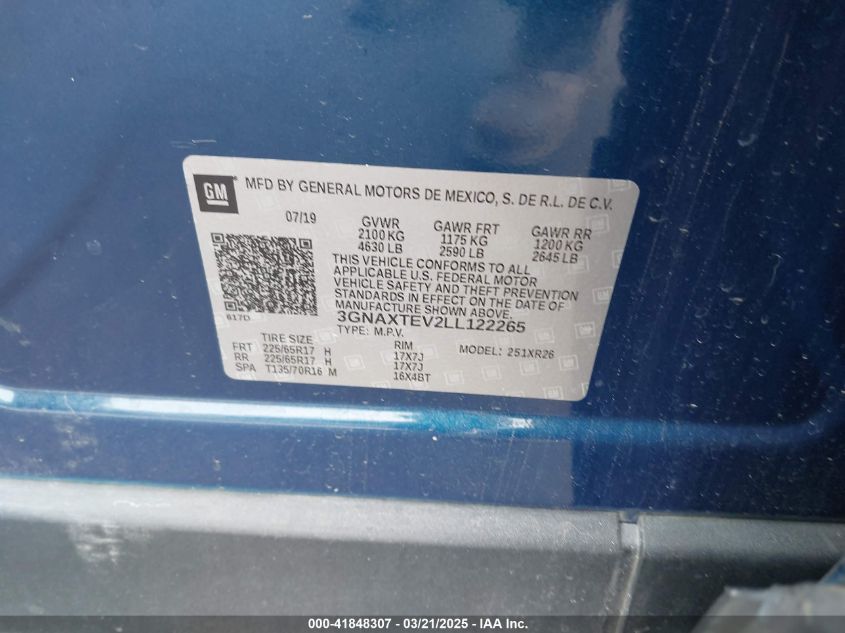 GM
MFD BY GENERAL MOTORS DE MEXICO, S. DE R.L. DE C.V.
07/19 GVWR GAWR FRT GAWR RR
2100 KG 1175 KG 1200 KG
4630 LB 2590 LB 2645 LB
THIS VEHICLE CONFORMS TO ALL
APPLICABLE U.S. FEDERAL MOTOR
VEHICLE SAFETY AND THEFT PREVENTION
STANDARDS IN EFFECT ON THE DATE OF
MANUFACTURE SHOWN ABOVE.
617D
3GNAXTEV2LL122265
TYPE: M.P.V. MODEL: 251XR26
TIRE SIZE RIM
FRT 225/65R17 H 17X7J
RR 225/65R17 H 17X7J
SPA T135/70R16 M 16X4BT
000-41848307 - 03/21/2025 - IAA Inc.